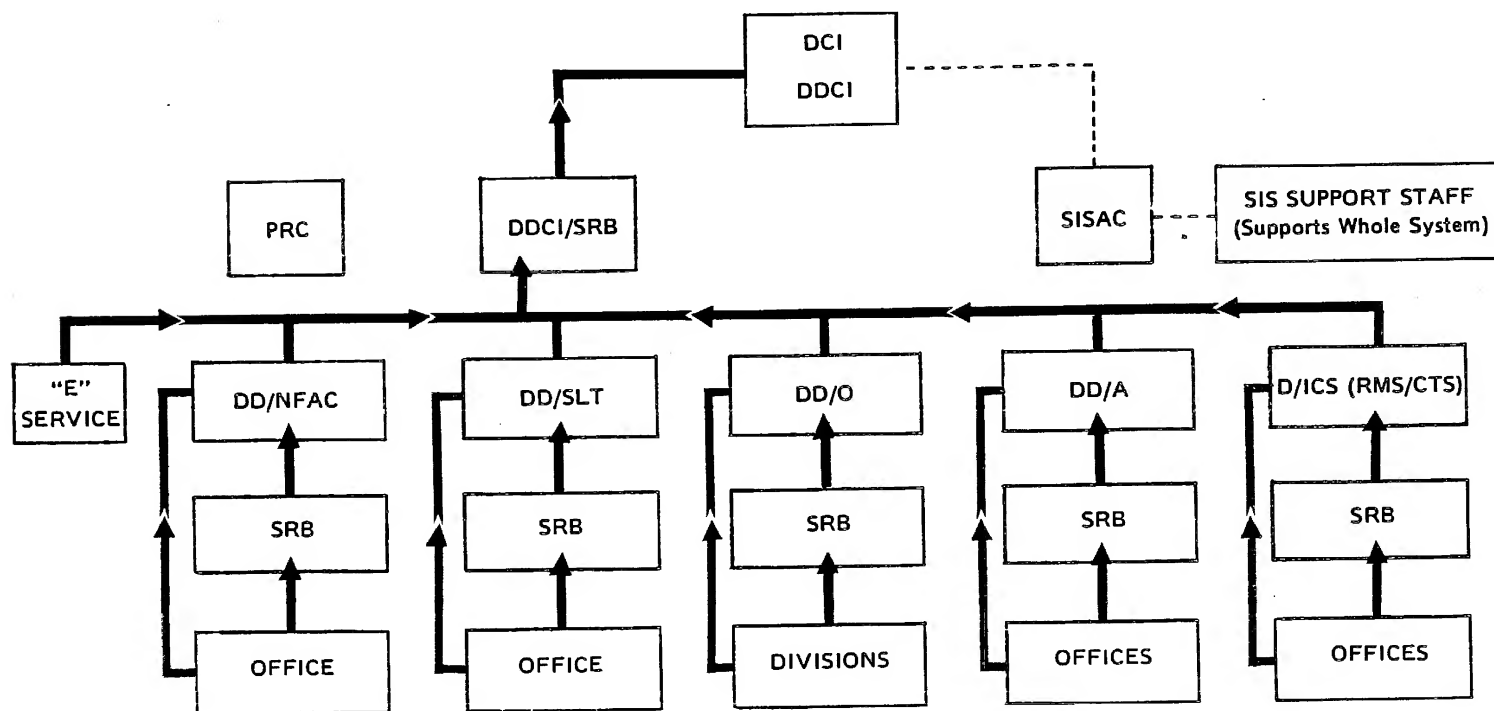 DCI
DDCI
PRC
DDCI/SRB
SISAC
SIS SUPPORT STAFF
(Supports Whole System)
“E”
SERVICE
DD/NFAC
DD/SLT
DD/O
DD/A
D/ICS (RMS/CTS)
SRB
SRB
SRB
SRB
SRB
OFFICE
OFFICE
DIVISIONS
OFFICES
OFFICES